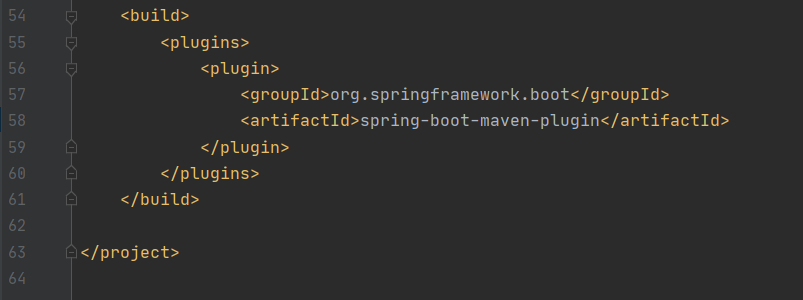 54 <build>
55 <plugins>
56 <plugin>
57 <groupId>org.springframework.boot</groupId>
58 <artifactId>spring-boot-maven-plugin</artifactId>
59 </plugin>
60 </plugins>
61 </build>
62
63 </project>
64